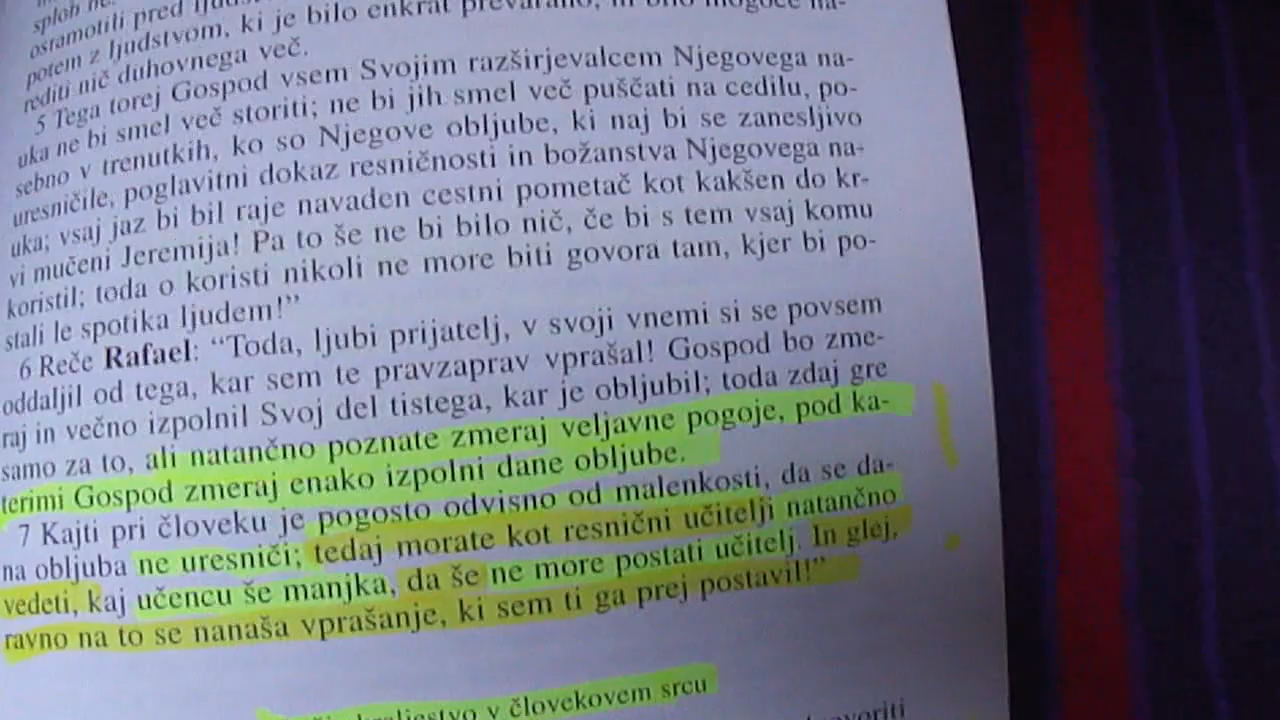 sploh ne
osramotili pred
potem z ljudstvom, ki je bilo enkrat prevarano, ni bilo mogoče na-
rediti nič duhovnega več.
5 Tega torej Gospod vsem Svojim razširjevalcem Njegovega na-
uka ne bi smel več storiti; ne bi jih smel več puščati na cedilu, po-
sebno v trenutkih, ko so Njegove obljube, ki naj bi se zanesljivo
uresničile, poglavitni dokaz resničnosti in božanstva Njegovega na-
uka; vsaj jaz bi bil raje navaden cestni pometač kot kakšen do kr-
vi mučeni Jeremija! Pa to še ne bi bilo nič, če bi s tem vsaj komu
koristil; toda o koristi nikoli ne more biti govora tam, kjer bi po-
stali le spotika ljudem!”
6 Reče Rafael: “Toda, ljubi prijatelj, v svoji vnemi si se povsem
oddaljil od tega, kar sem te pravzaprav vprašal! Gospod bo zme-
raj in večno izpolnil Svoj del tistega, kar je obljubil; toda zdaj gre
samo za to, ali natančno poznate zmeraj veljavne pogoje, pod ka-
terimi Gospod zmeraj enako izpolni dane obljube.
7 Kajti pri človeku je pogosto odvisno od malenkosti, da se da-
na obljuba ne uresniči; tedaj morate kot resnični učitelji natančno
vedeti, kaj učencu še manjka, da še ne more postati učitelj. In glej,
ravno na to se nanaša vprašanje, ki sem ti ga prej postavil!”
kraljestvo v človekovem srcu